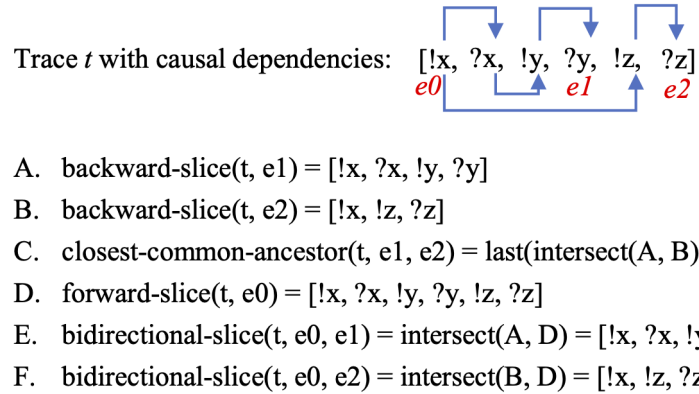 Trace t with causal dependencies: [!x, ?x, !y, ?y, !z, ?z]
e0 e1 e2
A. backward-slice(t, e1) = [!x, ?x, !y, ?y]
B. backward-slice(t, e2) = [!x, !z, ?z]
C. closest-common-ancestor(t, e1, e2) = last(intersect(A, B)
D. forward-slice(t, e0) = [!x, ?x, !y, ?y, !z, ?z]
E. bidirectional-slice(t, e0, e1) = intersect(A, D) = [!x, ?x,
F. bidirectional-slice(t, e0, e2) = intersect(B, D) = [!x, !z,